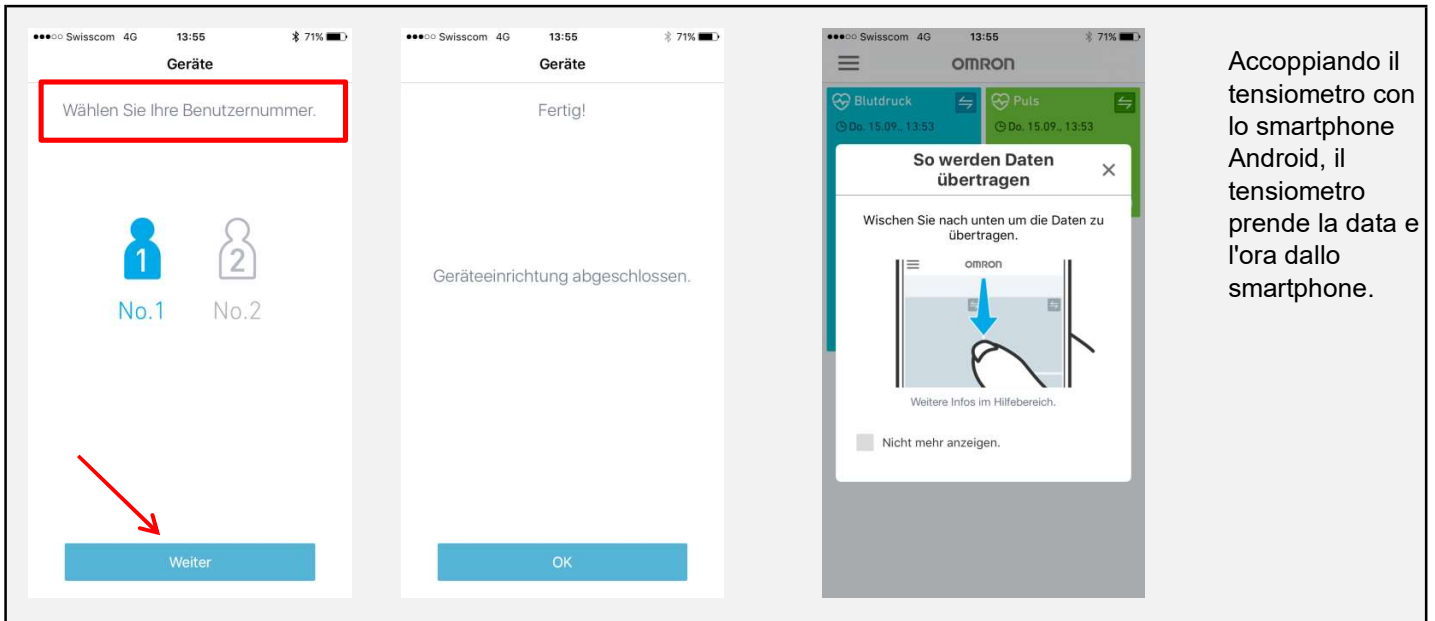 Swisscom 4G 13:55 71%
Geräte
Wählen Sie Ihre Benutzernummer.
1 2
No.1 No.2
Weiter
Swisscom 4G 13:55 71%
Geräte
Fertig!
Geräteeinrichtung abgeschlossen.
OK
Swisscom 4G 13:55 71%
OMRON
Blutdruck Puls
Do. 15.09., 13:53 Do. 15.09., 13:53
So werden Daten
übertragen
Wischen Sie nach unten um die Daten zu
übertragen.
OMRON
Weitere Infos im Hilfebereich.
Nicht mehr anzeigen.
Accoppiando il
tensiometro con
lo smartphone
Android, il
tensiometro
prende la data e
l'ora dallo
smartphone.